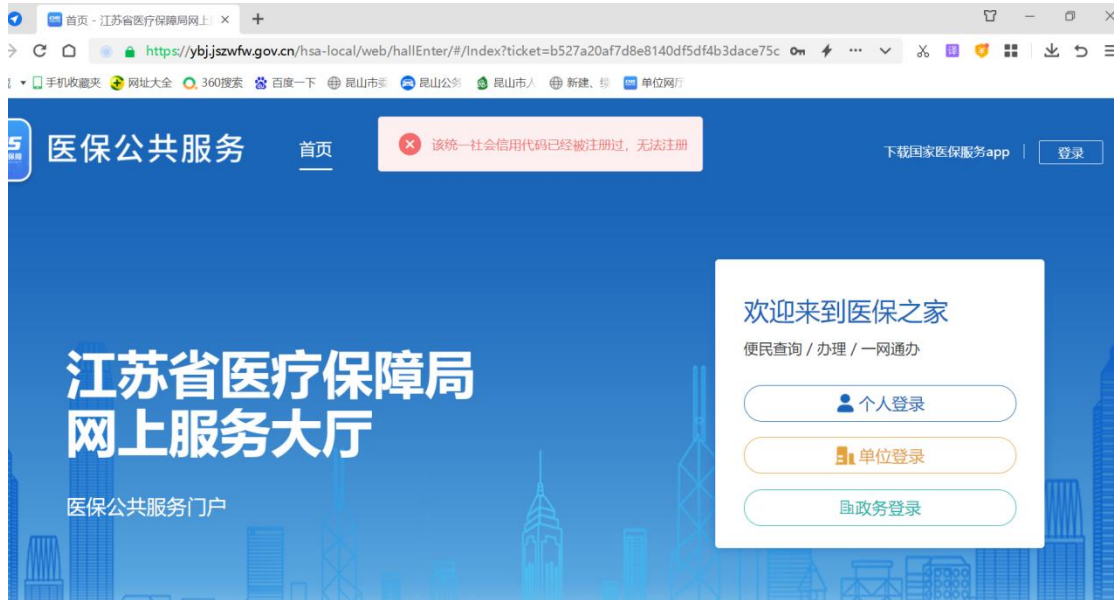 首页 - 江苏省医疗保障局网上
https://ybj.jszwfw.gov.cn/hsa-local/web/hallEnter/#/Index?ticket=b527a20af7d8e8140df5df4b3dace75c
译
手机收藏夹 网址大全 360搜索 百度一下 昆山市委 昆山公务 昆山市人 新建、续 单位网厅
医保公共服务 首页
该统一社会信用代码已经被注册过，无法注册
下载国家医保服务app | 登录
欢迎来到医保之家
便民查询 / 办理 / 一网通办
个人登录
单位登录
政务登录
江苏省医疗保障局
网上服务大厅
医保公共服务门户